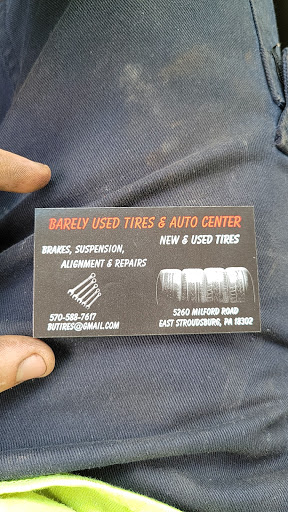 BARELY USED TIRES & AUTO CENTER
BRAKES, SUSPENSION,
ALIGNMENT & REPAIRS
NEW & USED TIRES
570-588-7617
BUTIRES@GMAIL.COM
5260 MILFORD ROAD
EAST STROUDSBURG, PA 18302